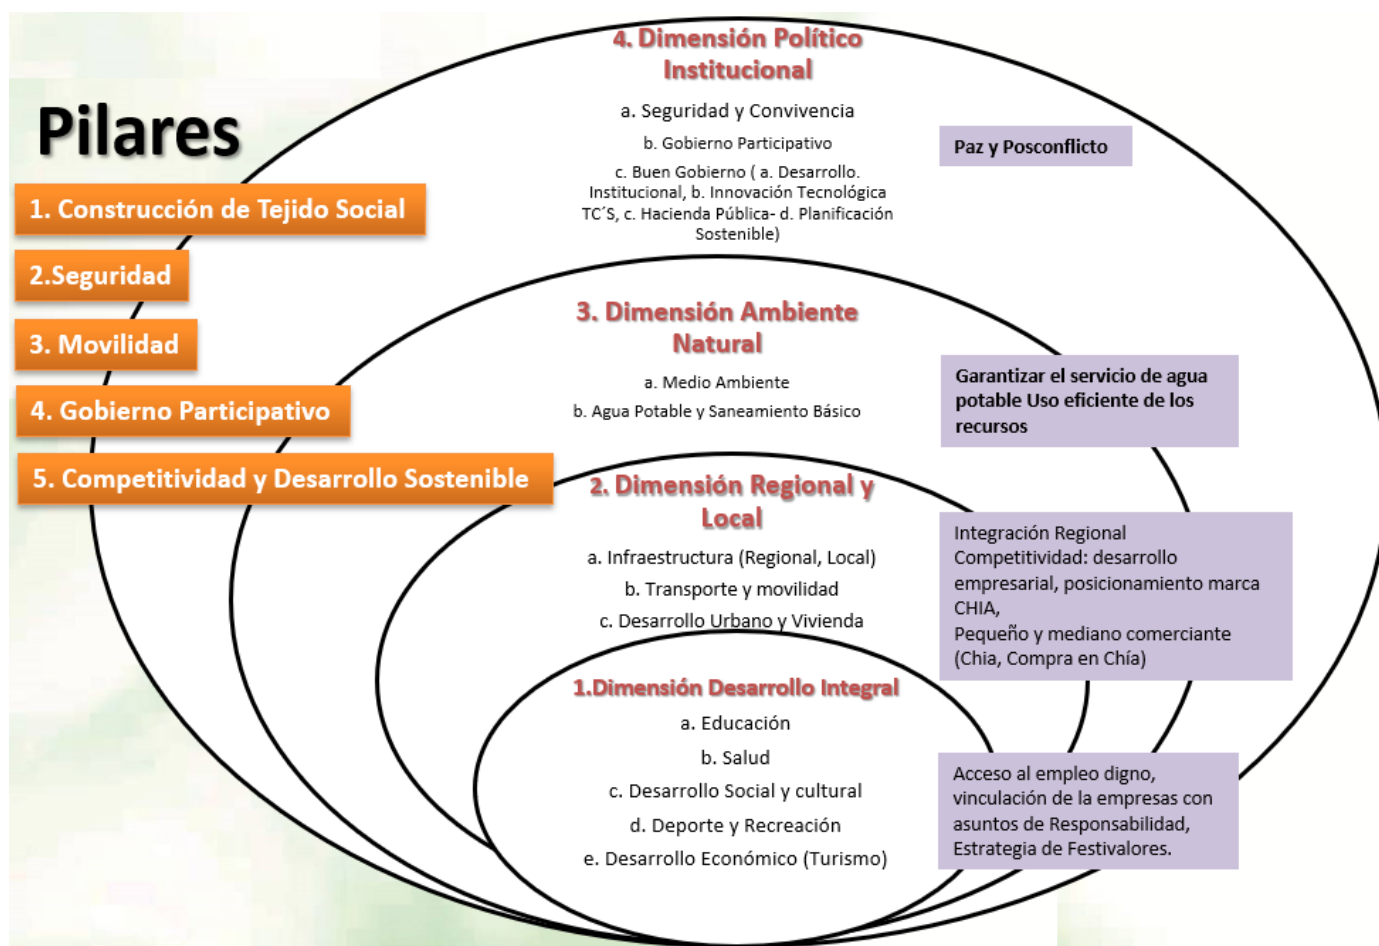 Pilares
1. Construcción de Tejido Social
2.Seguridad
3. Movilidad
4. Gobierno Participativo
5. Competitividad y Desarrollo Sostenible
4. Dimensión Político
Institucional
a. Seguridad y Convivencia
b. Gobierno Participativo
c. Buen Gobierno ( a. Desarrollo.
Institucional, b. Innovación Tecnológica
TC´S, c. Hacienda Pública- d. Planificación
Sostenible)
Paz y Posconflicto
3. Dimensión Ambiente
Natural
a. Medio Ambiente
b. Agua Potable y Saneamiento Básico
Garantizar el servicio de agua
potable Uso eficiente de los
recursos
2. Dimensión Regional y
Local
a. Infraestructura (Regional, Local)
b. Transporte y movilidad
c. Desarrollo Urbano y Vivienda
Integración Regional
Competitividad: desarrollo
empresarial, posicionamiento marca
CHIA,
Pequeño y mediano comerciante
(Chia, Compra en Chía)
1.Dimensión Desarrollo Integral
a. Educación
b. Salud
c. Desarrollo Social y cultural
d. Deporte y Recreación
e. Desarrollo Económico (Turismo)
Acceso al empleo digno,
vinculación de la empresas con
asuntos de Responsabilidad,
Estrategia de Festivalores.